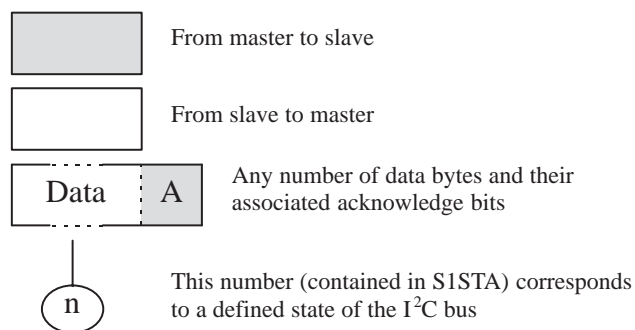 From master to slave
From slave to master
Data A
Any number of data bytes and their
associated acknowledge bits
n
This number (contained in S1STA) corresponds
to a defined state of the I²C bus